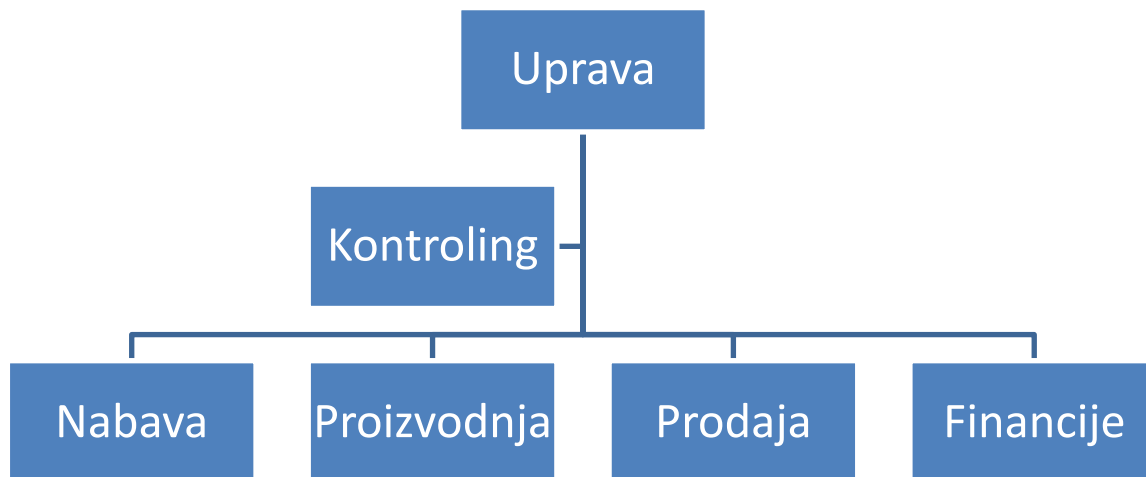 Uprava
Kontroling
Nabava
Proizvodnja
Prodaja
Financije